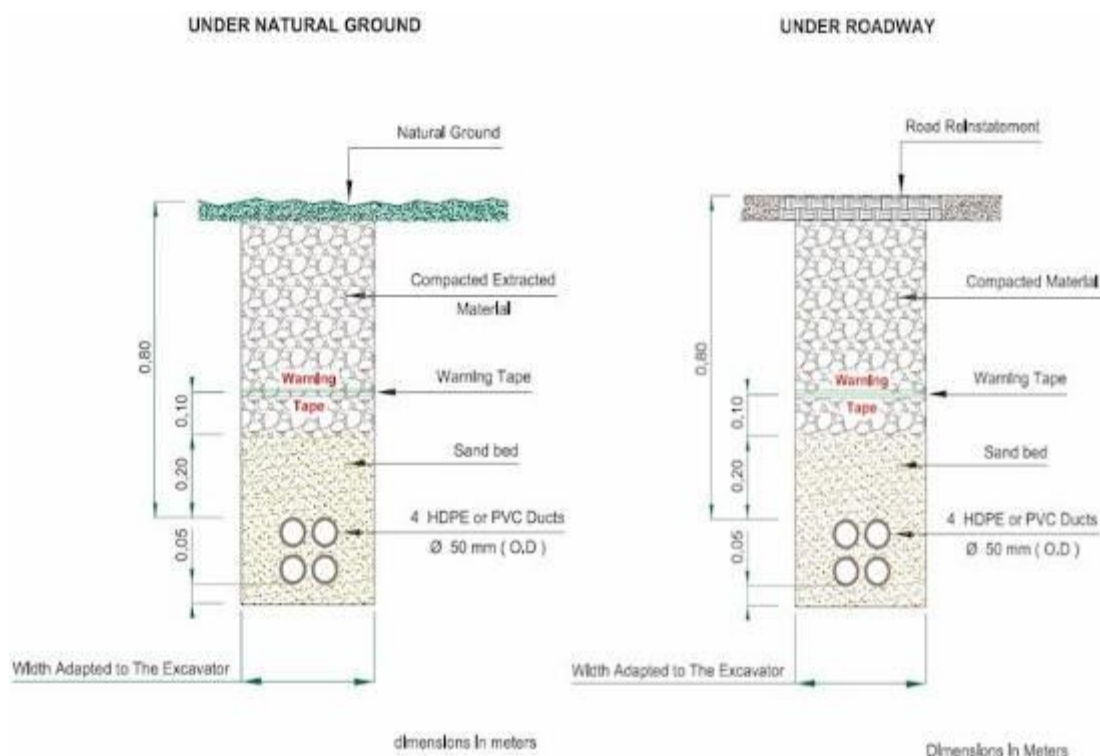 UNDER NATURAL GROUND
Natural Ground
Compacted Extracted
Material
Warning
Tape
Warning Tape
Sand bed
4 HDPE or PVC Ducts
Ø 50 mm ( O.D )
0,80
0,10
0,20
0,05
Width Adapted to The Excavator
dimensions in meters
UNDER ROADWAY
Road Reinstatement
Compacted Material
Warning
Tape
Warning Tape
Sand bed
4 HDPE or PVC Ducts
Ø 50 mm ( O.D )
0,80
0,10
0,20
0,05
Width Adapted to The Excavator
Dimensions in Meters